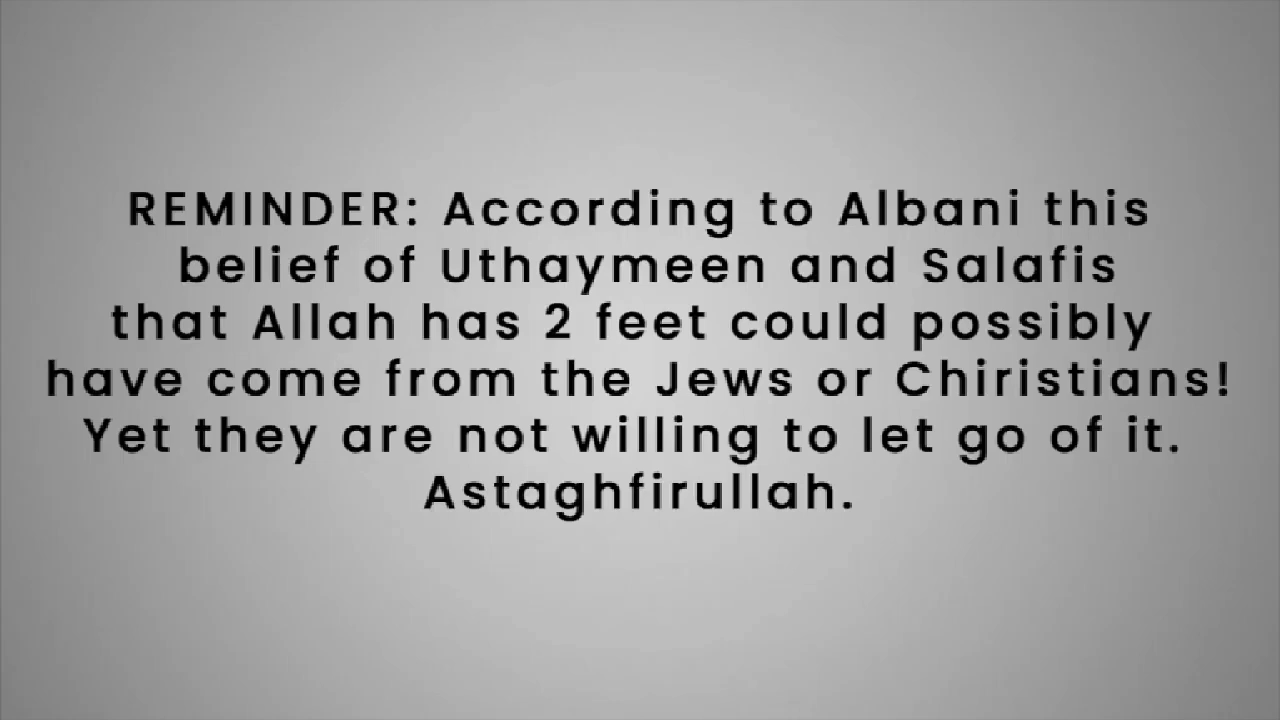 REMINDER: According to Albani this
belief of Uthaymeen and Salafis
that Allah has 2 feet could possibly
have come from the Jews or Chiristians!
Yet they are not willing to let go of it.
Astaghfirullah.